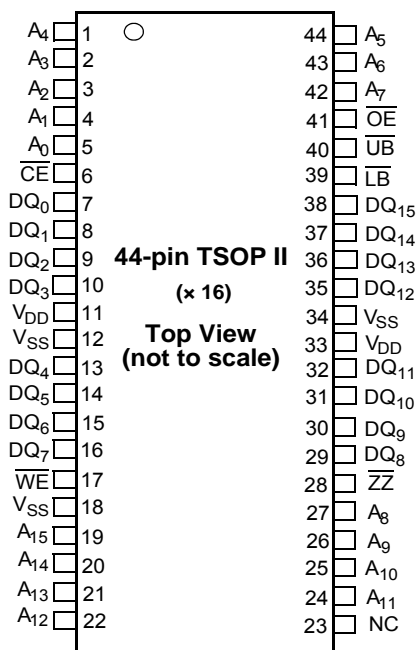 A4 1 44 A5
A3 2 43 A6
A2 3 42 A7
A1 4 41 OE
A0 5 40 UB
CE 6 39 LB
DQ0 7 38 DQ15
DQ1 8 37 DQ14
DQ2 9 36 DQ13
DQ3 10 35 DQ12
VDD 11 34 VSS
VSS 12 33 VDD
DQ4 13 32 DQ11
DQ5 14 31 DQ10
DQ6 15 30 DQ9
DQ7 16 29 DQ8
WE 17 28 ZZ
VSS 18 27 A8
A15 19 26 A9
A14 20 25 A10
A13 21 24 A11
A12 22 23 NC
44-pin TSOP II
(× 16)
Top View
(not to scale)